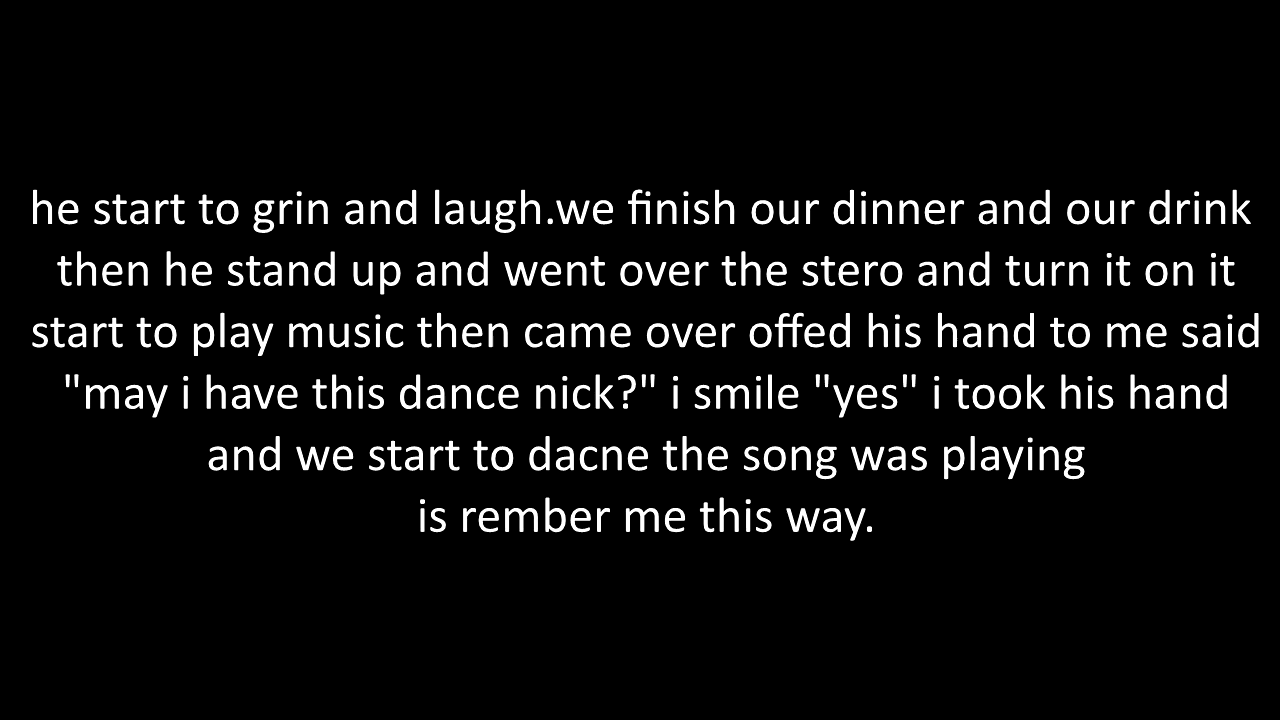 he start to grin and laugh.we finish our dinner and our drink
then he stand up and went over the stero and turn it on it
start to play music then came over offed his hand to me said
"may i have this dance nick?" i smile "yes" i took his hand
and we start to dacne the song was playing
is rember me this way.